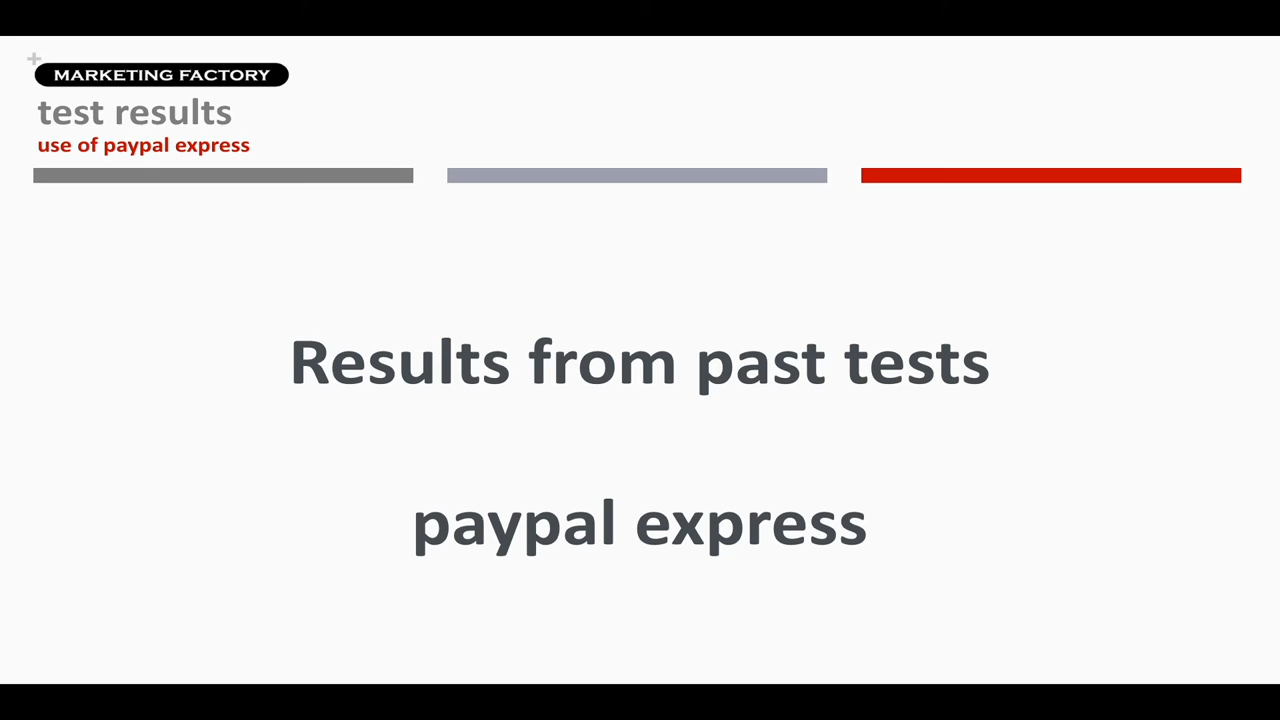 MARKETING FACTORY
test results
use of paypal express
Results from past tests
paypal express